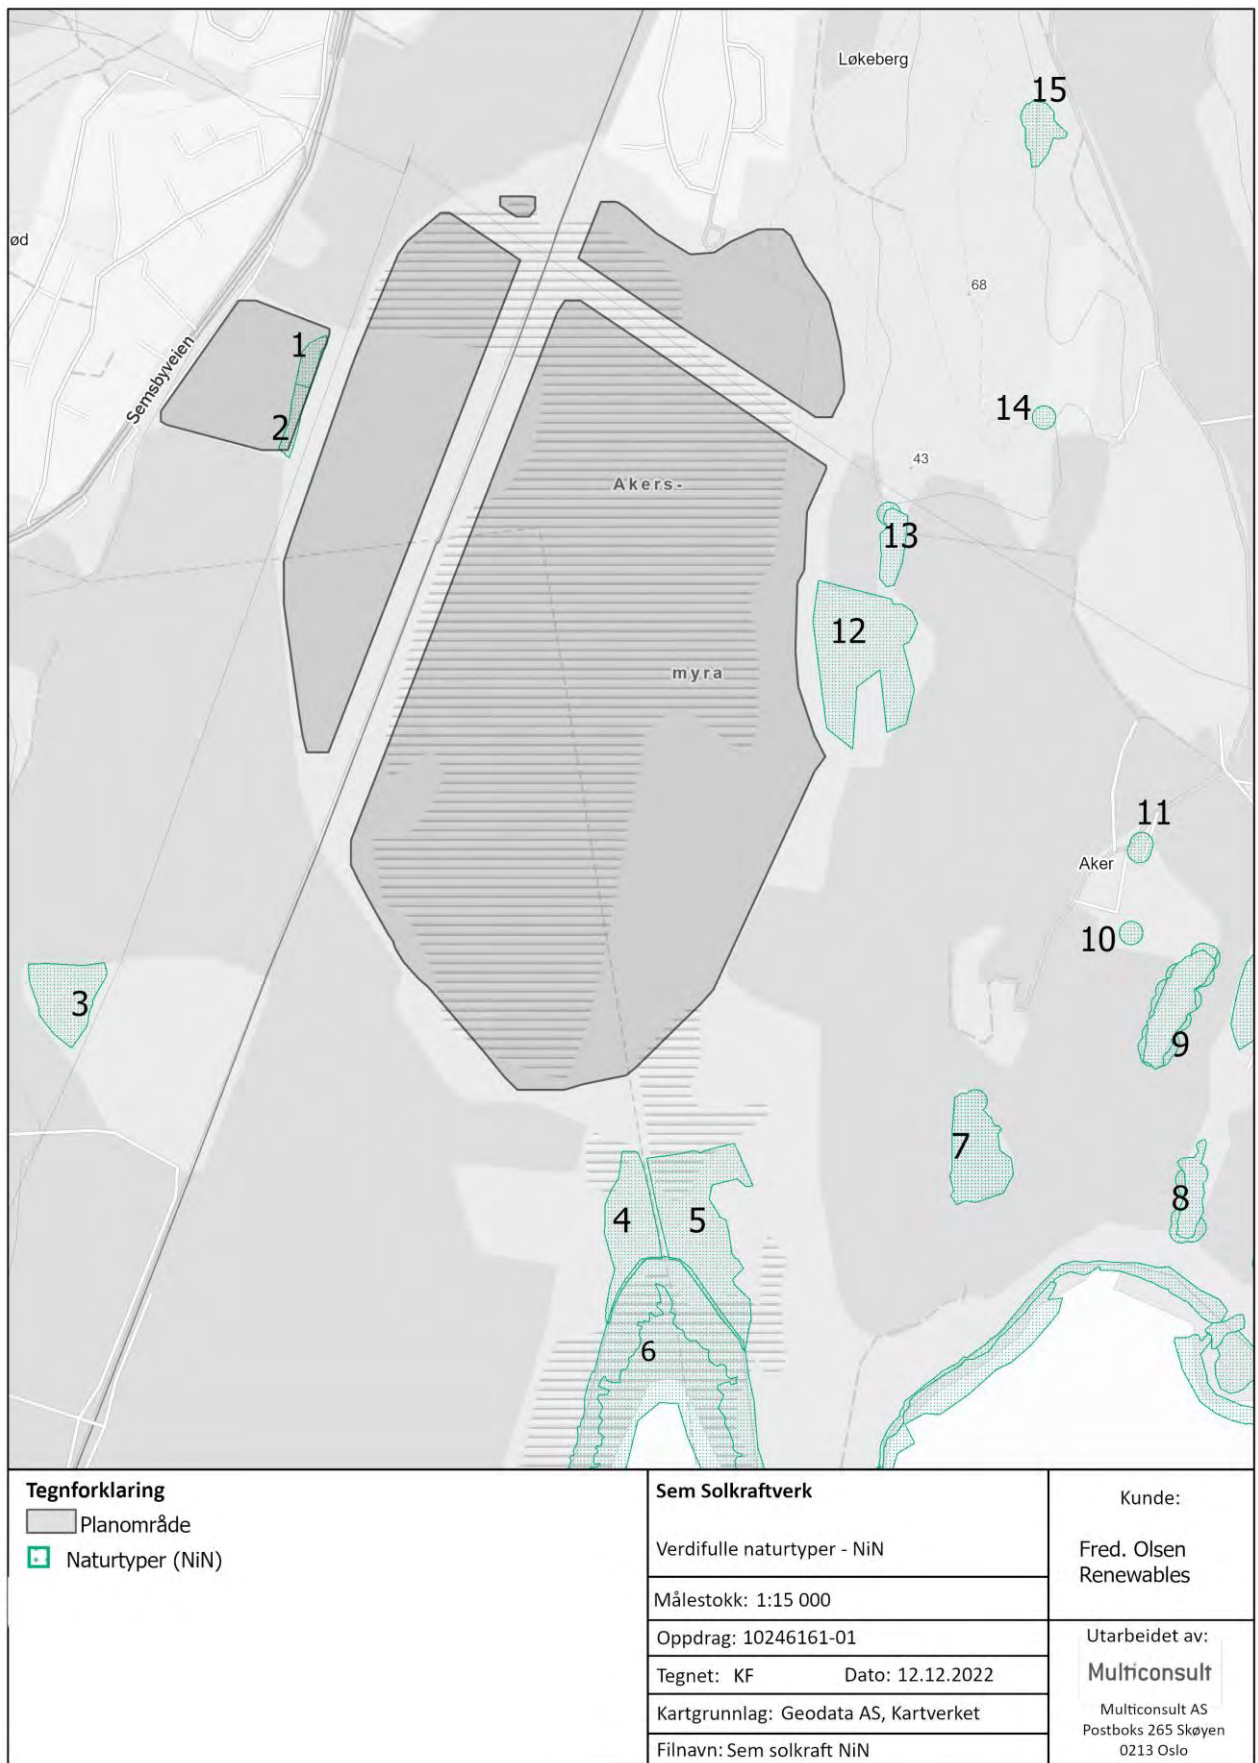 Løkeberg
15
ød
68
1
Semsbyveien
14
2
43
Akers-
13
12
myra
11
Aker
10
3
9
7
8
4
5
6
Tegnforklaring
Planområde
Naturtyper (NiN)
Sem Solkraftverk
Verdifulle naturtyper - NiN
Målestokk: 1:15 000
Oppdrag: 10246161-01
Tegnet: KF Dato: 12.12.2022
Kartgrunnlag: Geodata AS, Kartverket
Filnavn: Sem solkraft NiN
Kunde:
Fred. Olsen
Renewables
Utarbeidet av:
Multiconsult
Multiconsult AS
Postboks 265 Skøyen
0213 Oslo